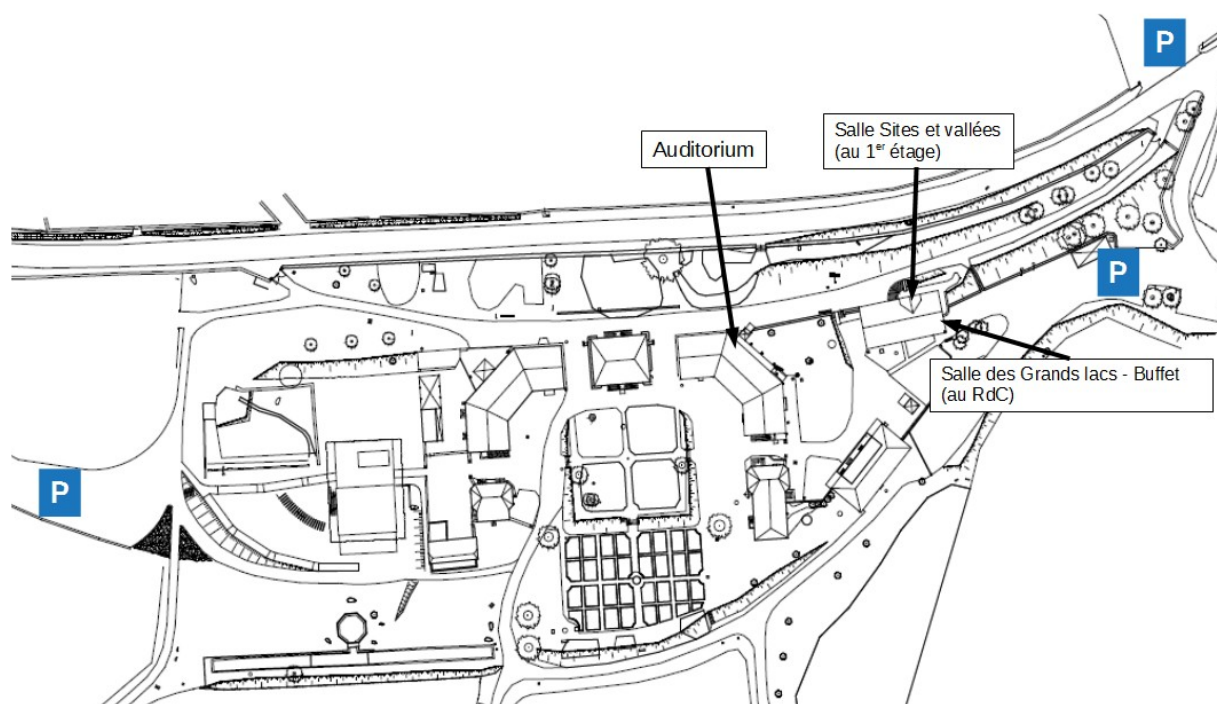 P
Salle Sites et vallées
(au 1er étage)
Auditorium
P
Salle des Grands lacs - Buffet
(au RdC)
P